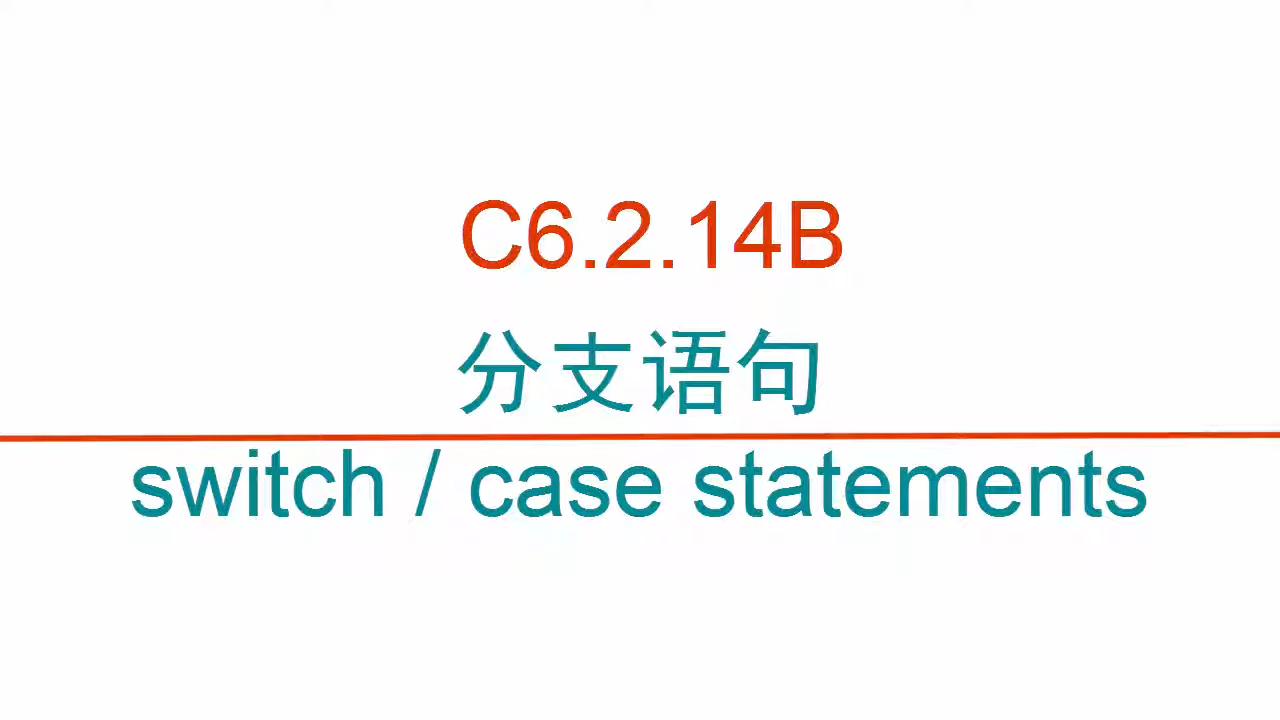 C6.2.14B
分支语句
switch / case statements